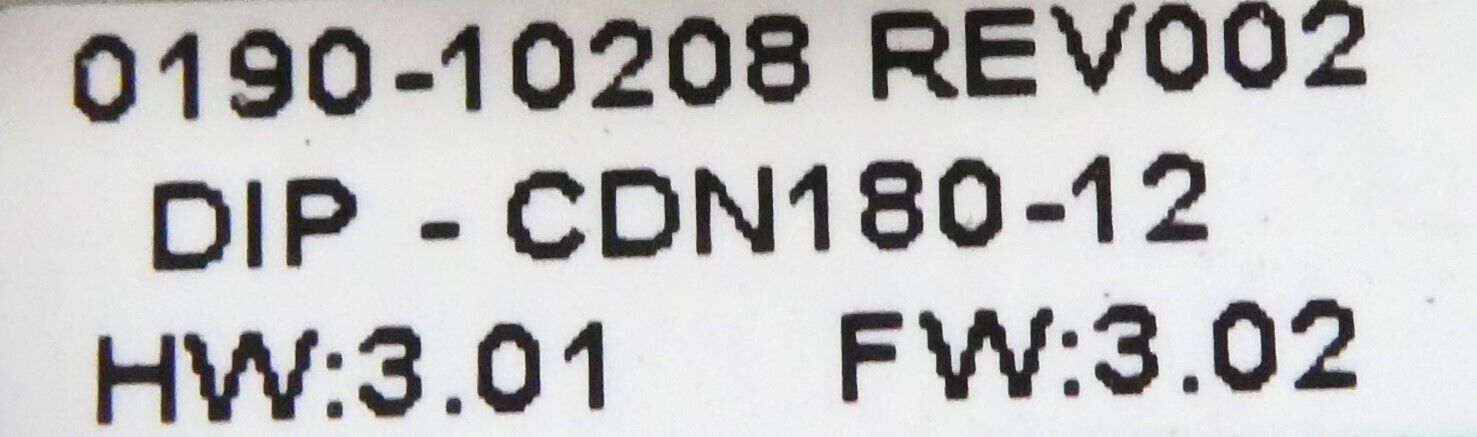 0190-10208 REV002
DIP - CDN180-12
HW:3.01 FW:3.02